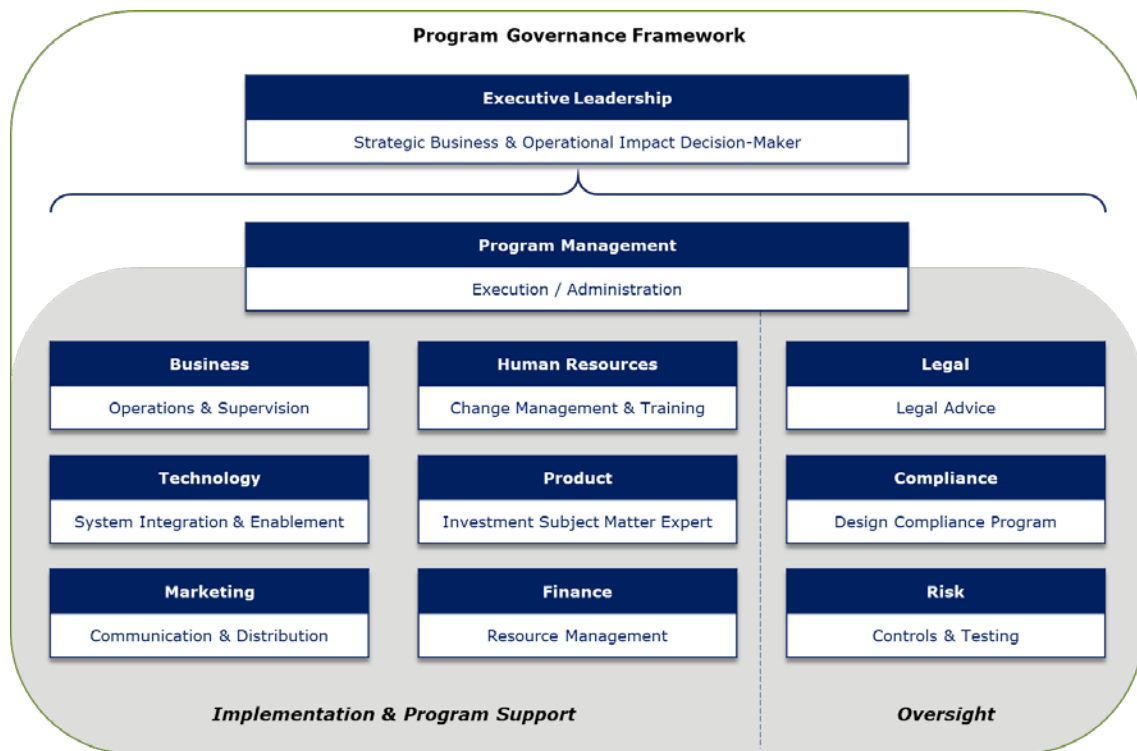 Program Governance Framework
Executive Leadership
Strategic Business & Operational Impact Decision-Maker
Program Management
Execution / Administration
Business
Operations & Supervision
Human Resources
Change Management & Training
Legal
Legal Advice
Technology
System Integration & Enablement
Product
Investment Subject Matter Expert
Compliance
Design Compliance Program
Marketing
Communication & Distribution
Finance
Resource Management
Risk
Controls & Testing
Implementation & Program Support
Oversight